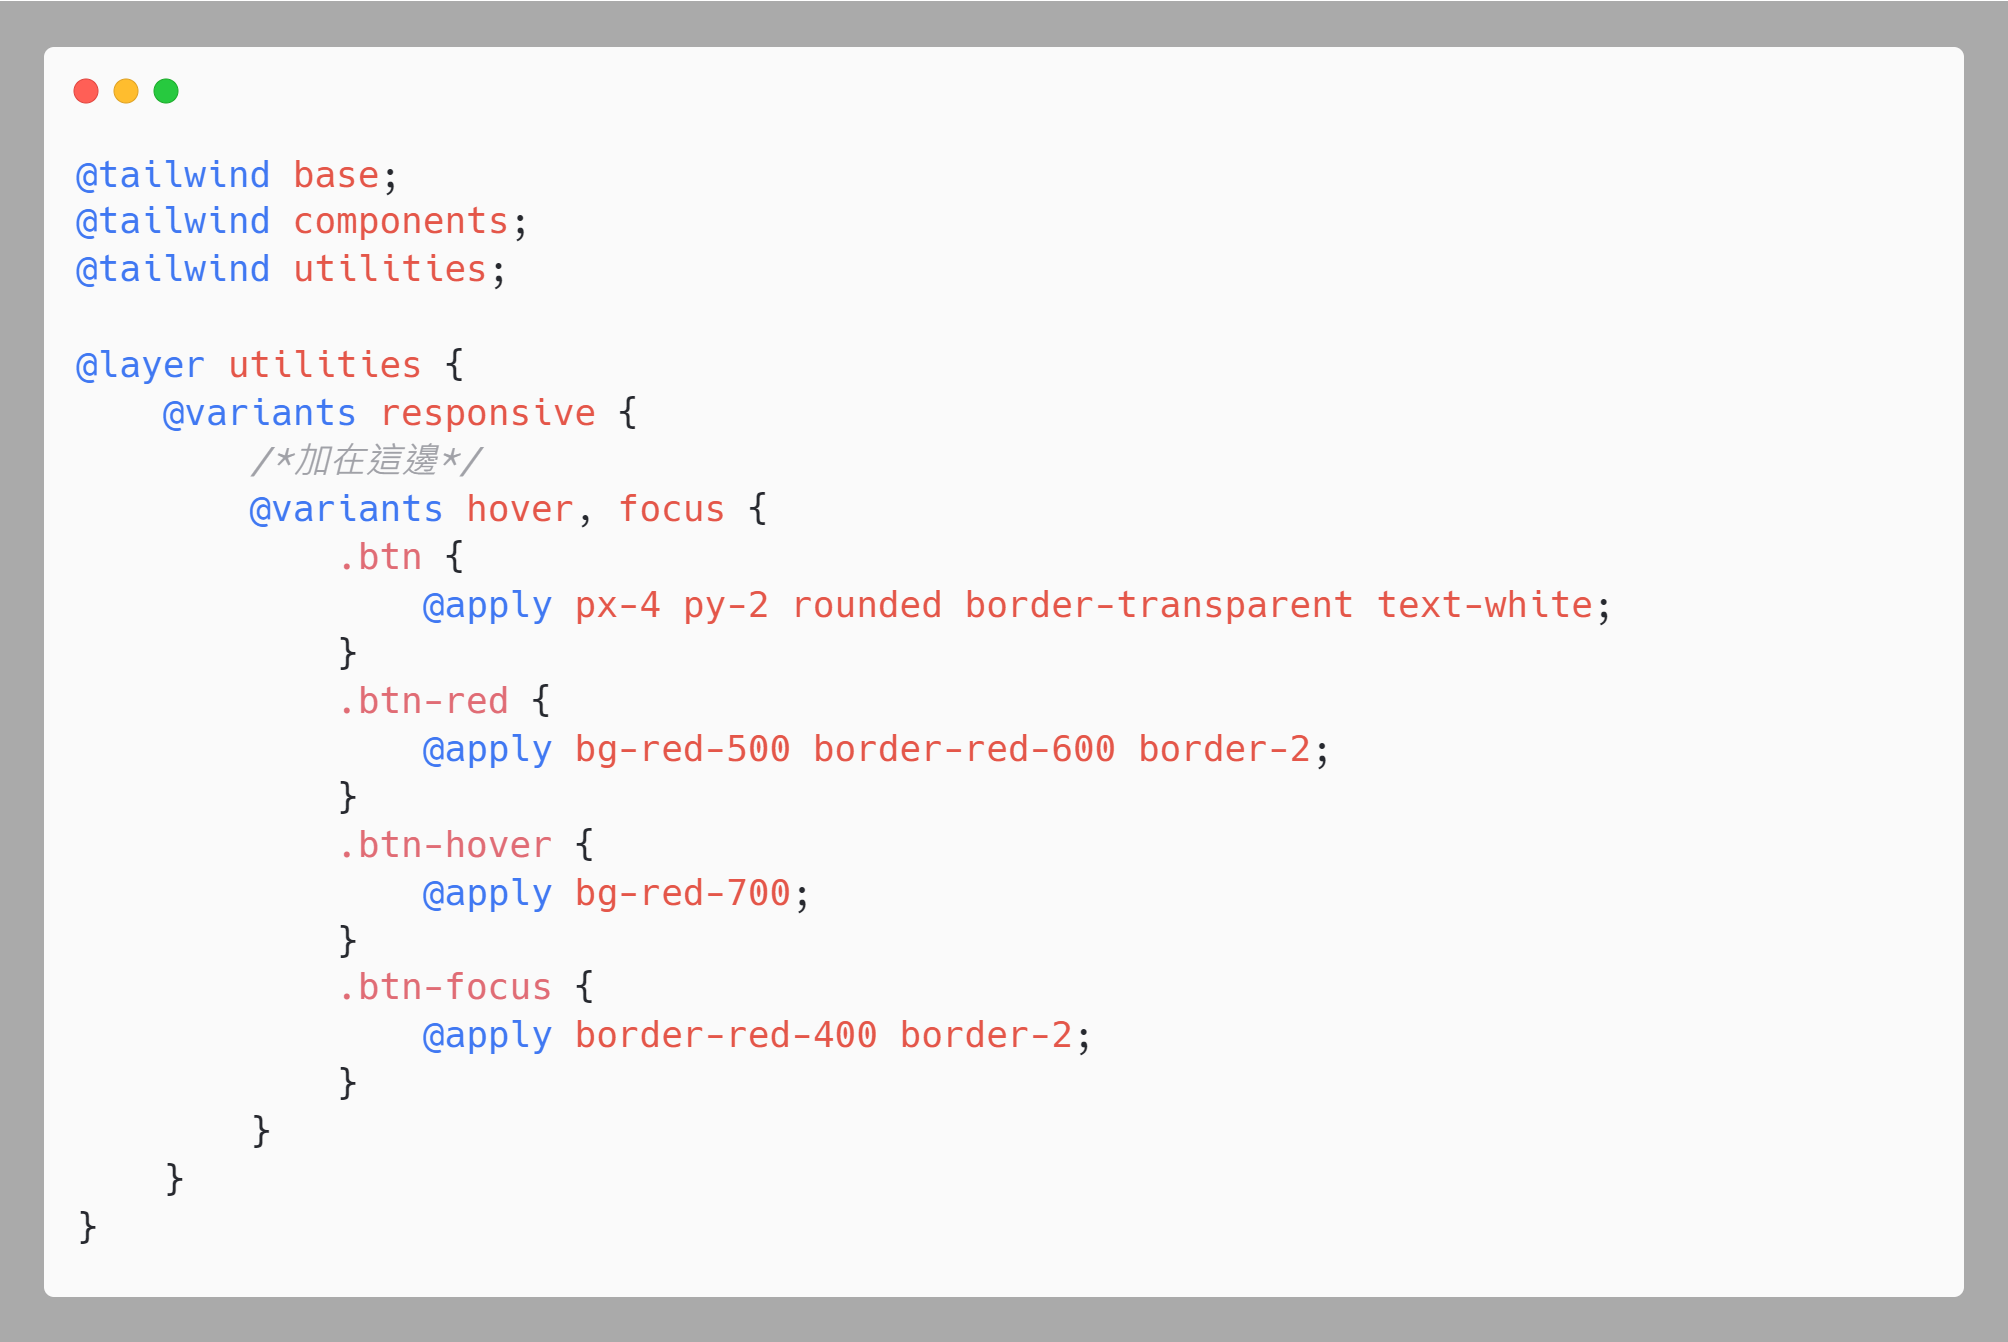 @tailwind base;
@tailwind components;
@tailwind utilities;

@layer utilities {
    @variants responsive {
        /*加在這邊*/
        @variants hover, focus {
            .btn {
                @apply px-4 py-2 rounded border-transparent text-white;
            }
            .btn-red {
                @apply bg-red-500 border-red-600 border-2;
            }
            .btn-hover {
                @apply bg-red-700;
            }
            .btn-focus {
                @apply border-red-400 border-2;
            }
        }
    }
}